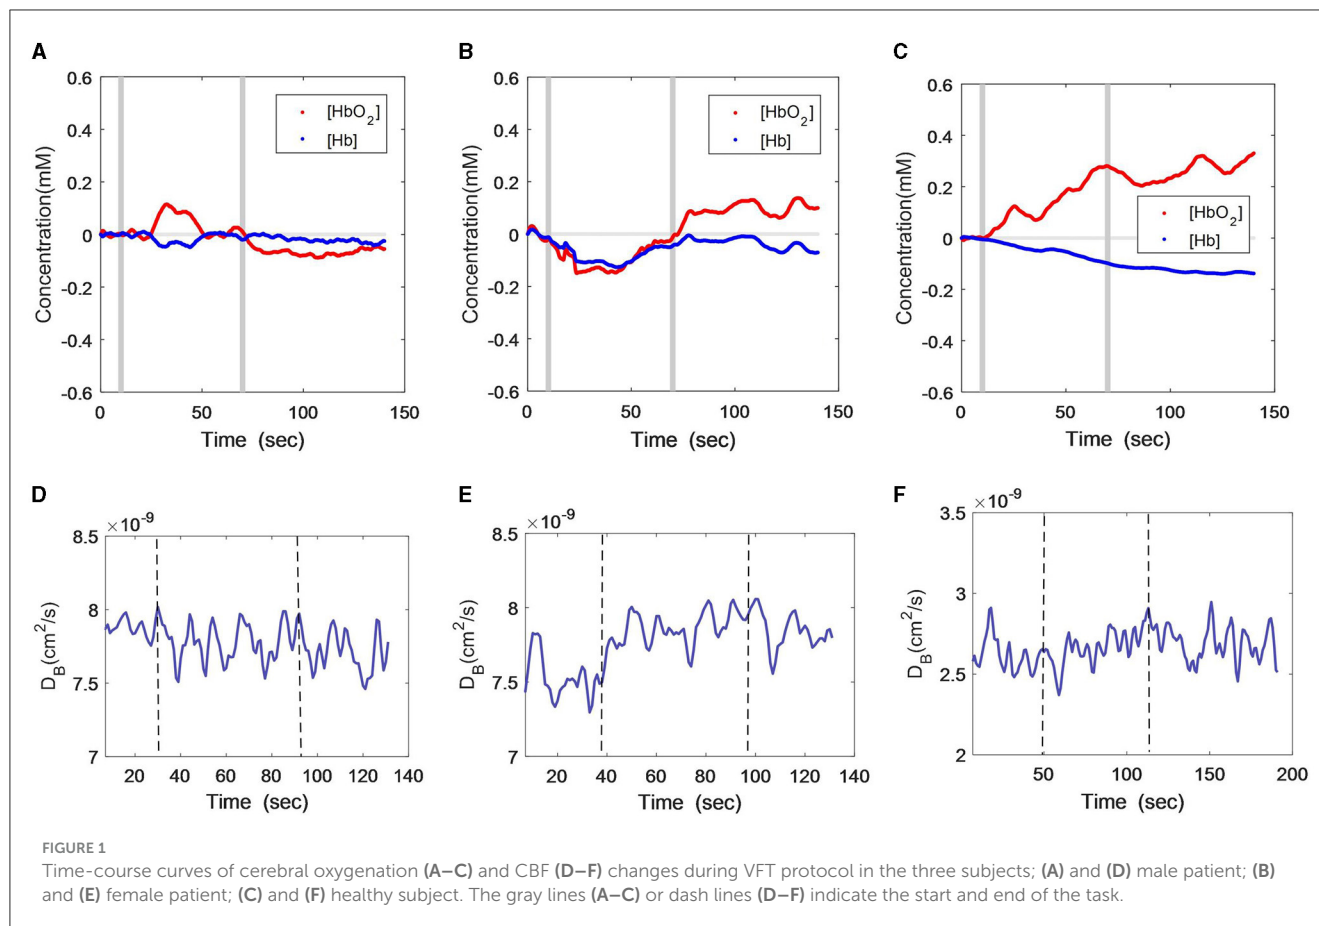 A
B
C
0.6
0.4
0.2
0
-0.2
-0.4
-0.6
Concentration(mM)
[HbO2]
[Hb]
0 50 100 150
Time (sec)
0.6
0.4
0.2
0
-0.2
-0.4
-0.6
Concentration(mM)
[HbO2]
[Hb]
0 50 100 150
Time (sec)
0.6
0.4
0.2
0
-0.2
-0.4
-0.6
Concentration(mM)
[HbO2]
[Hb]
0 50 100 150
Time (sec)
D
E
F
×10^-9
8.5
8
7.5
7
DB(cm²/s)
20 40 60 80 100 120 140
Time (sec)
×10^-9
8.5
8
7.5
7
DB(cm²/s)
20 40 60 80 100 120 140
Time (sec)
×10^-9
3.5
3
2.5
2
DB(cm²/s)
50 100 150 200
Time (sec)
FIGURE 1
Time-course curves of cerebral oxygenation (A–C) and CBF (D–F) changes during VFT protocol in the three subjects; (A) and (D) male patient; (B)
and (E) female patient; (C) and (F) healthy subject. The gray lines (A–C) or dash lines (D–F) indicate the start and end of the task.